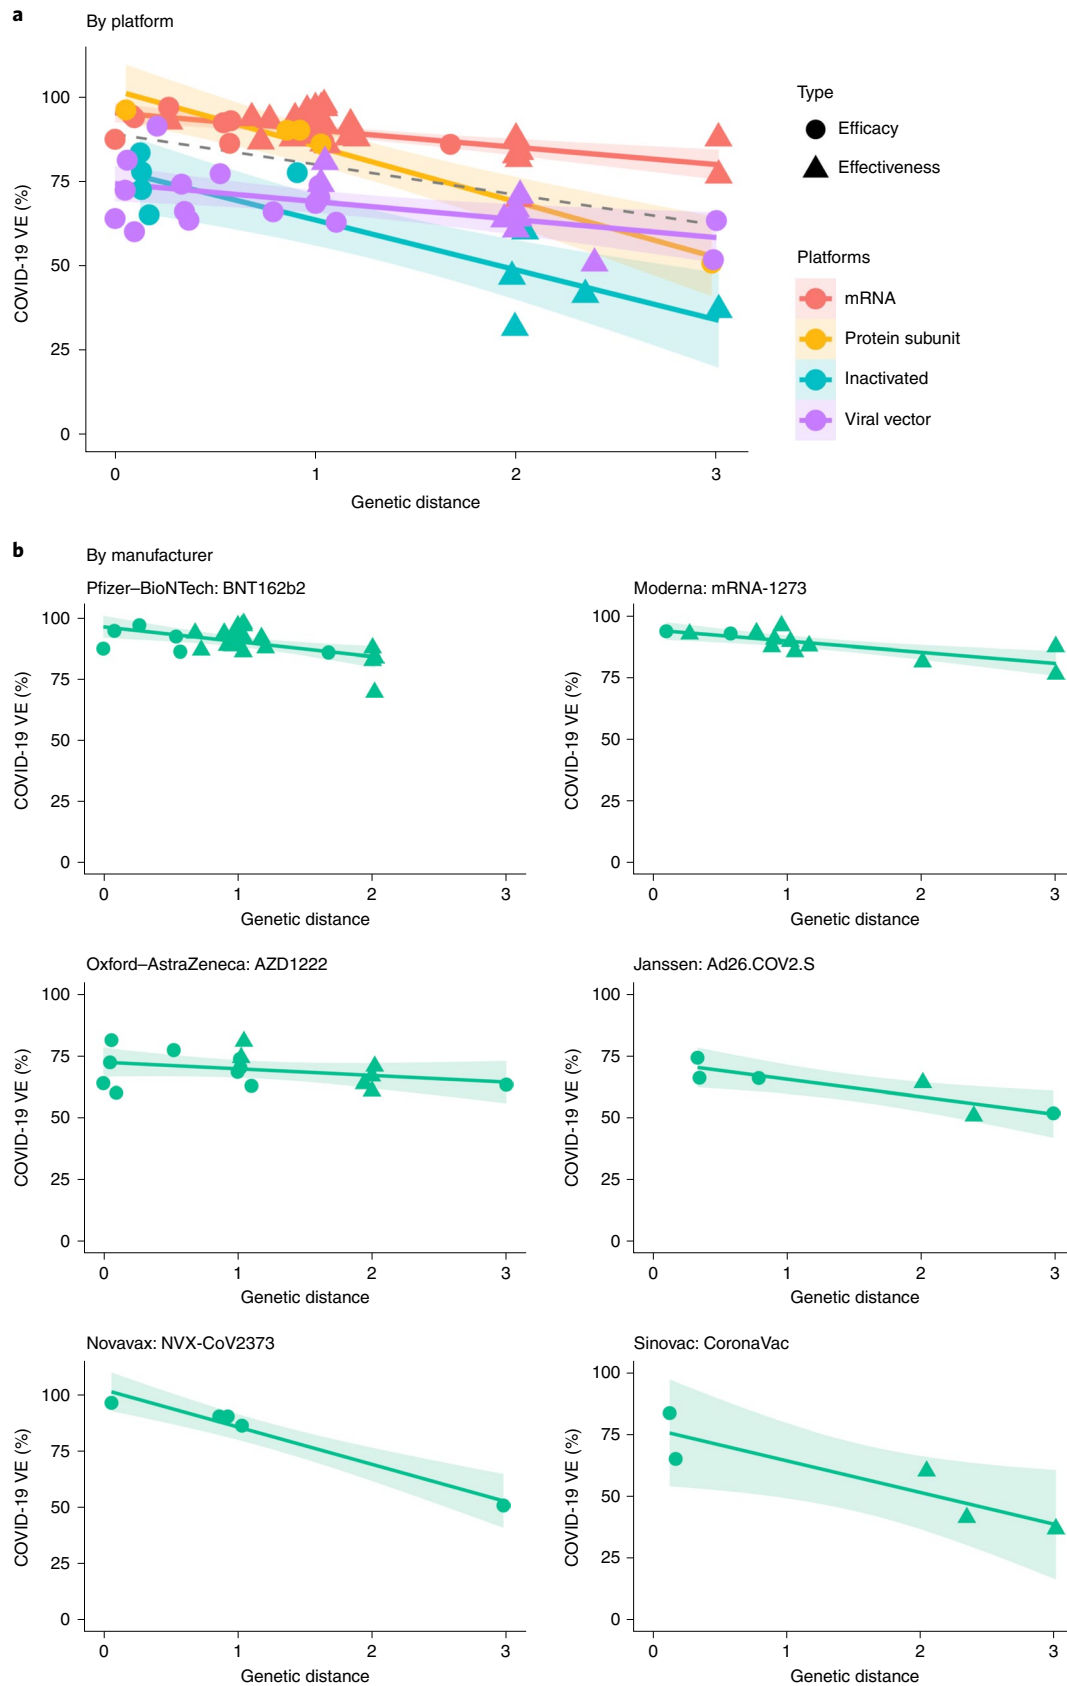 a
By platform
100
75
50
25
0
COVID-19 VE (%)
0 1 2 3
Genetic distance
Type
Efficacy
Effectiveness
Platforms
mRNA
Protein subunit
Inactivated
Viral vector
b
By manufacturer
Pfizer–BioNTech: BNT162b2
100
75
50
25
0
COVID-19 VE (%)
0 1 2 3
Genetic distance
Moderna: mRNA-1273
100
75
50
25
0
COVID-19 VE (%)
0 1 2 3
Genetic distance
Oxford–AstraZeneca: AZD1222
100
75
50
25
0
COVID-19 VE (%)
0 1 2 3
Genetic distance
Janssen: Ad26.COV2.S
100
75
50
25
0
COVID-19 VE (%)
0 1 2 3
Genetic distance
Novavax: NVX-CoV2373
100
75
50
25
0
COVID-19 VE (%)
0 1 2 3
Genetic distance
Sinovac: CoronaVac
100
75
50
25
0
COVID-19 VE (%)
0 1 2 3
Genetic distance